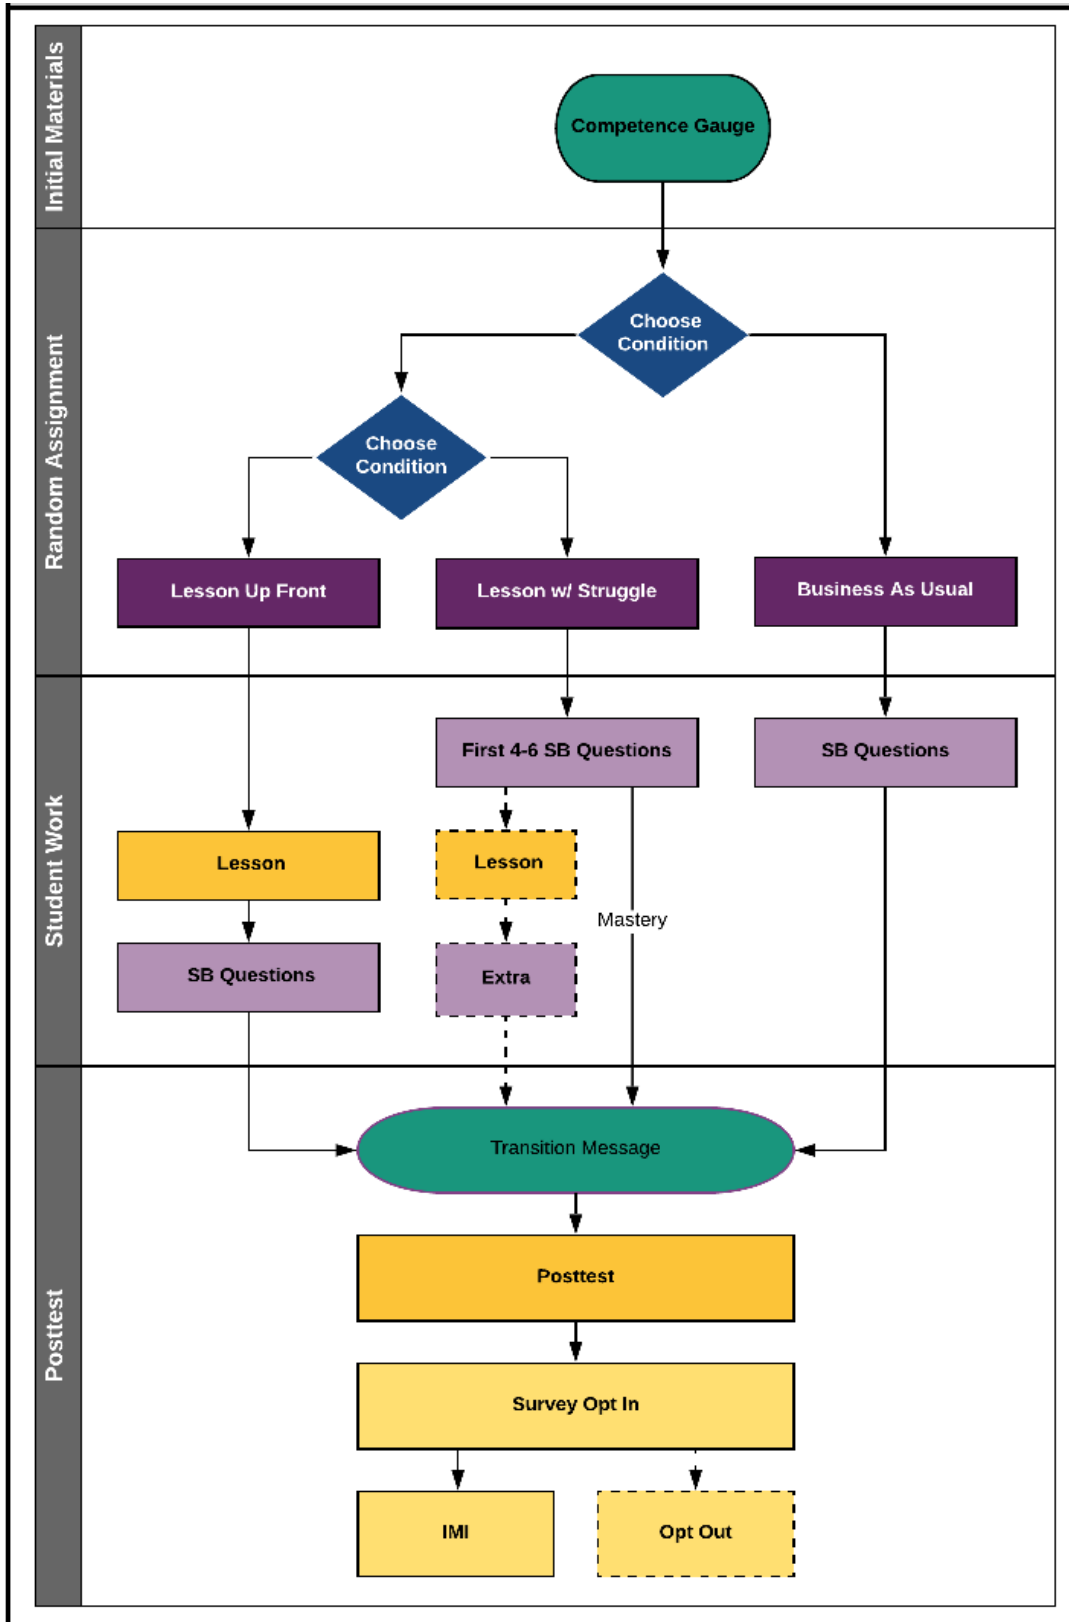 Initial Materials
Competence Gauge
Random Assignment
Choose
Condition
Choose
Condition
Lesson Up Front
Lesson w/ Struggle
Business As Usual
Student Work
First 4-6 SB Questions
SB Questions
Lesson
Lesson
Mastery
SB Questions
Extra
Posttest
Transition Message
Posttest
Survey Opt In
IMI
Opt Out